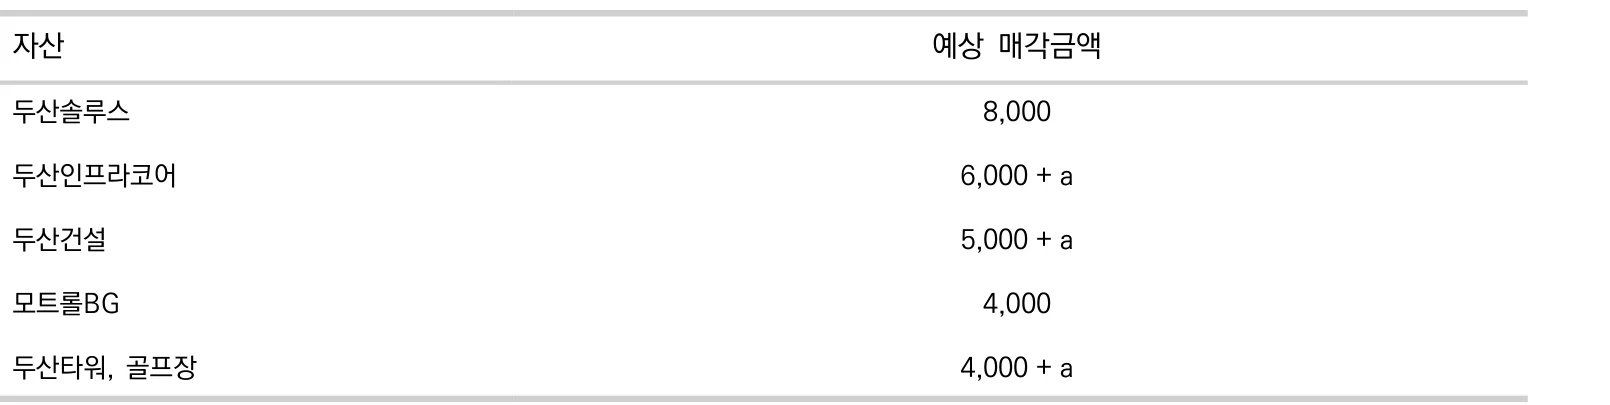 자산 예상 매각금액
두산솔루스 8,000
두산인프라코어 6,000 + a
두산건설 5,000 + a
모트롤BG 4,000
두산타워, 골프장 4,000 + a